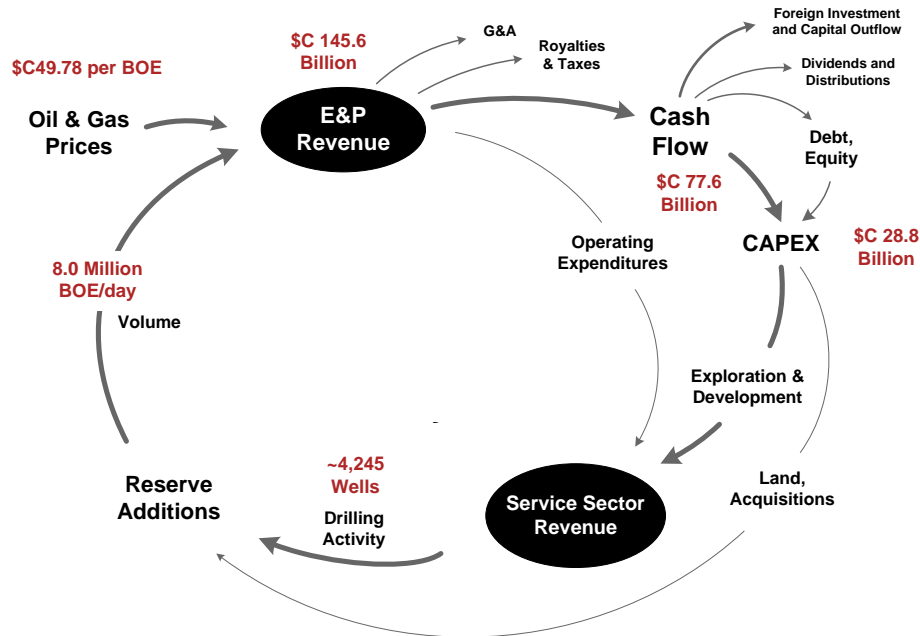 $C49.78 per BOE
Oil & Gas
Prices
$C 145.6
Billion
E&P
Revenue
G&A
Royalties
& Taxes
Foreign Investment
and Capital Outflow
Dividends and
Distributions
Cash
Flow
$C 77.6
Billion
Debt,
Equity
CAPEX
$C 28.8
Billion
Operating
Expenditures
8.0 Million
BOE/day
Volume
Exploration &
Development
Land,
Acquisitions
Service Sector
Revenue
~4,245
Wells
Drilling
Activity
Reserve
Additions